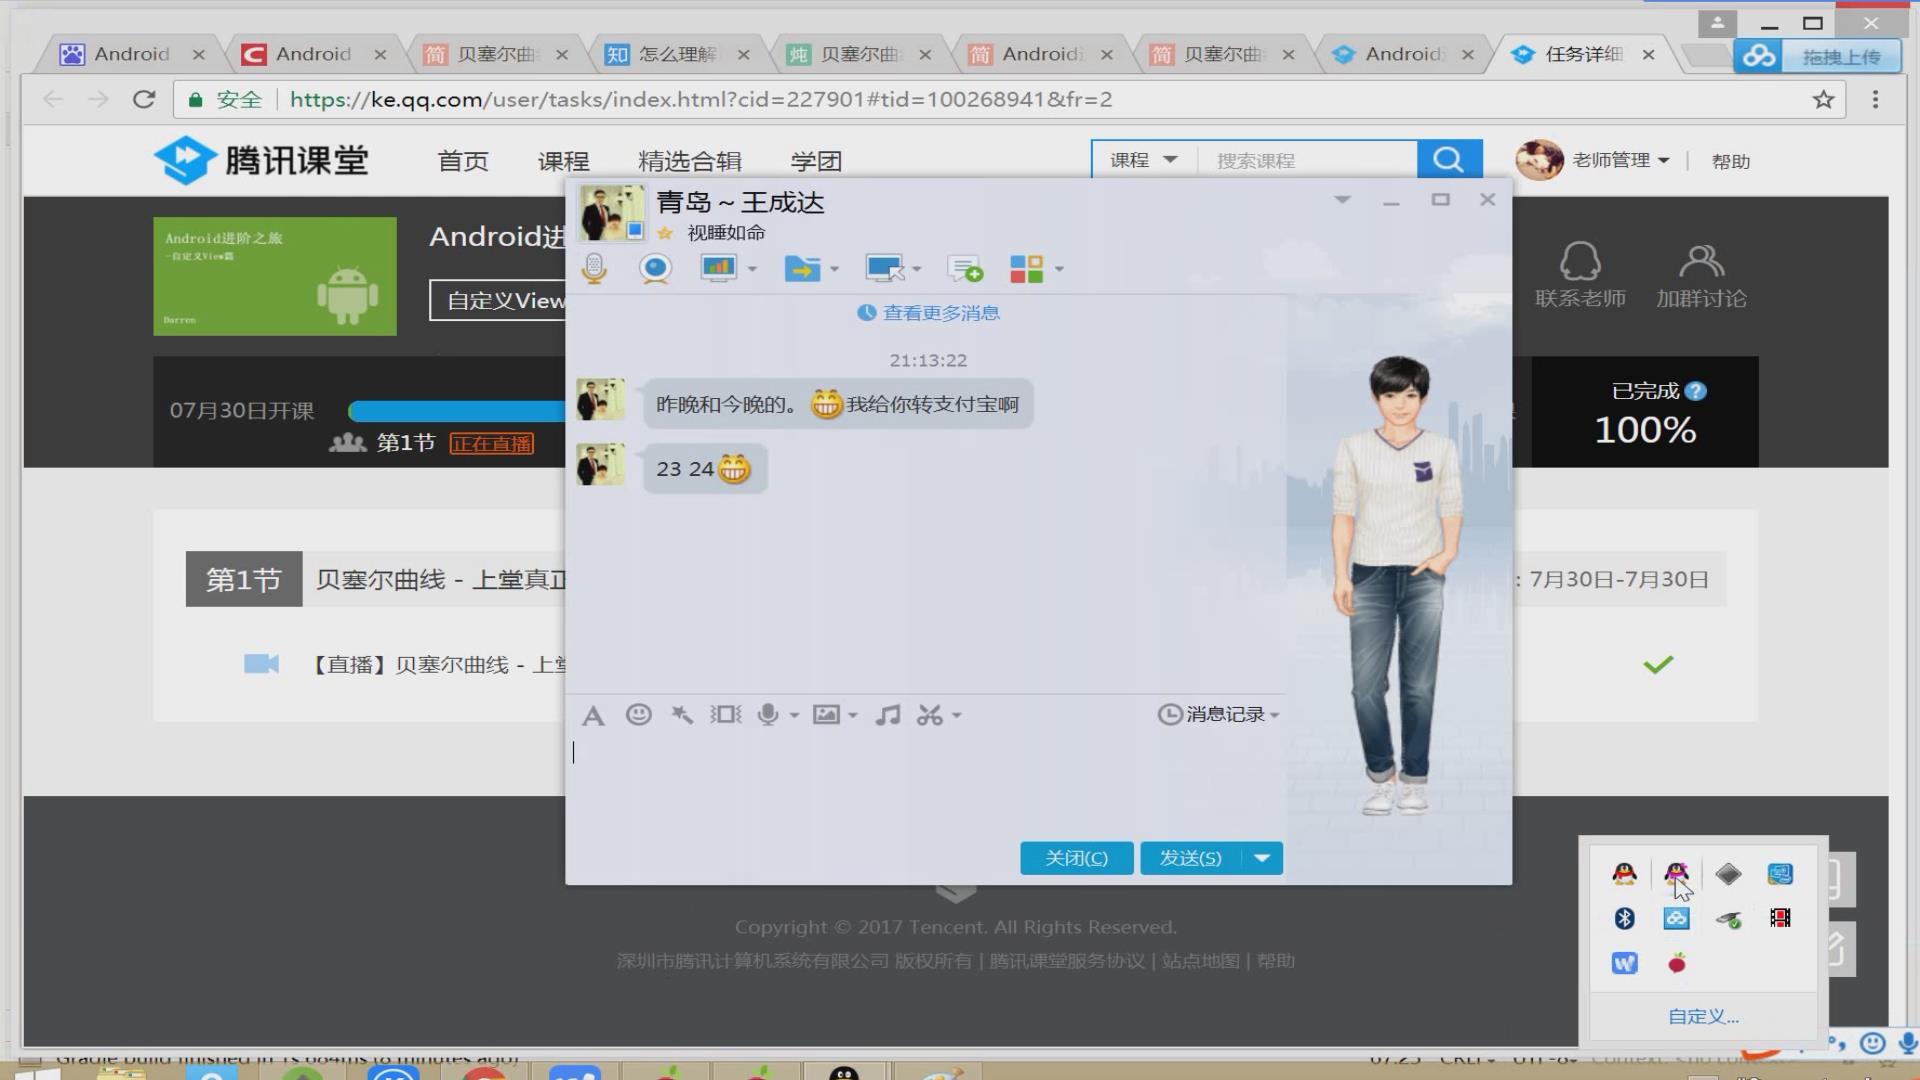 Android
Android
贝塞尔曲
怎么理解
贝塞尔曲
Android
贝塞尔曲
Android
任务详细
拖拽上传
安全
https://ke.qq.com/user/tasks/index.html?cid=227901#tid=100268941&fr=2
腾讯课堂
首页
课程
精选合辑
学团
课程
搜索课程
老师管理
帮助
Android进阶之旅
-自定义View篇
Darren
Android进
自定义View
联系老师
加群讨论
青岛～王成达
视睡如命
查看更多消息
21:13:22
昨晚和今晚的。😁我给你转支付宝啊
23 24😁
07月30日开课
第1节 正在直播
已完成
100%
第1节
贝塞尔曲线 - 上堂真正
: 7月30日-7月30日
【直播】贝塞尔曲线 - 上堂
消息记录
关闭(C)
发送(S)
Copyright © 2017 Tencent. All Rights Reserved.
深圳市腾讯计算机系统有限公司 版权所有 | 腾讯课堂服务协议 | 站点地图 | 帮助
自定义...